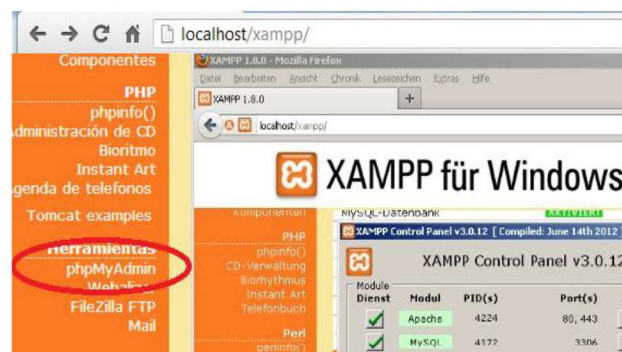 localhost/xampp/
Componentes
PHP
phpinfo()
Administración de CD
Bioritmo
Instant Art
genda de telefonos
Tomcat examples
Herramientas
phpMyAdmin
Webalizer
FileZilla FTP
Mail
XAMPP 1.8.0 - Mozilla Firefox
Datei Bearbeiten Ansicht Chronik Lesezeichen Extras Hilfe
XAMPP 1.8.0
+
localhost/xampp/
XAMPP für Windows
Komponenten
PHP
phpinfo()
CD-Verwaltung
Biorhythmus
Instant Art
Telefonbuch
Perl
perlinfo()
MySQL-Datenbank
AKTIVIERT
XAMPP Control Panel v3.0.12 [ Compiled: June 14th 2012 ]
XAMPP Control Panel v3.0.12
Module
Dienst Modul PID(s) Port(s)
Apache 4224 80, 443
MySQL 4172 3306